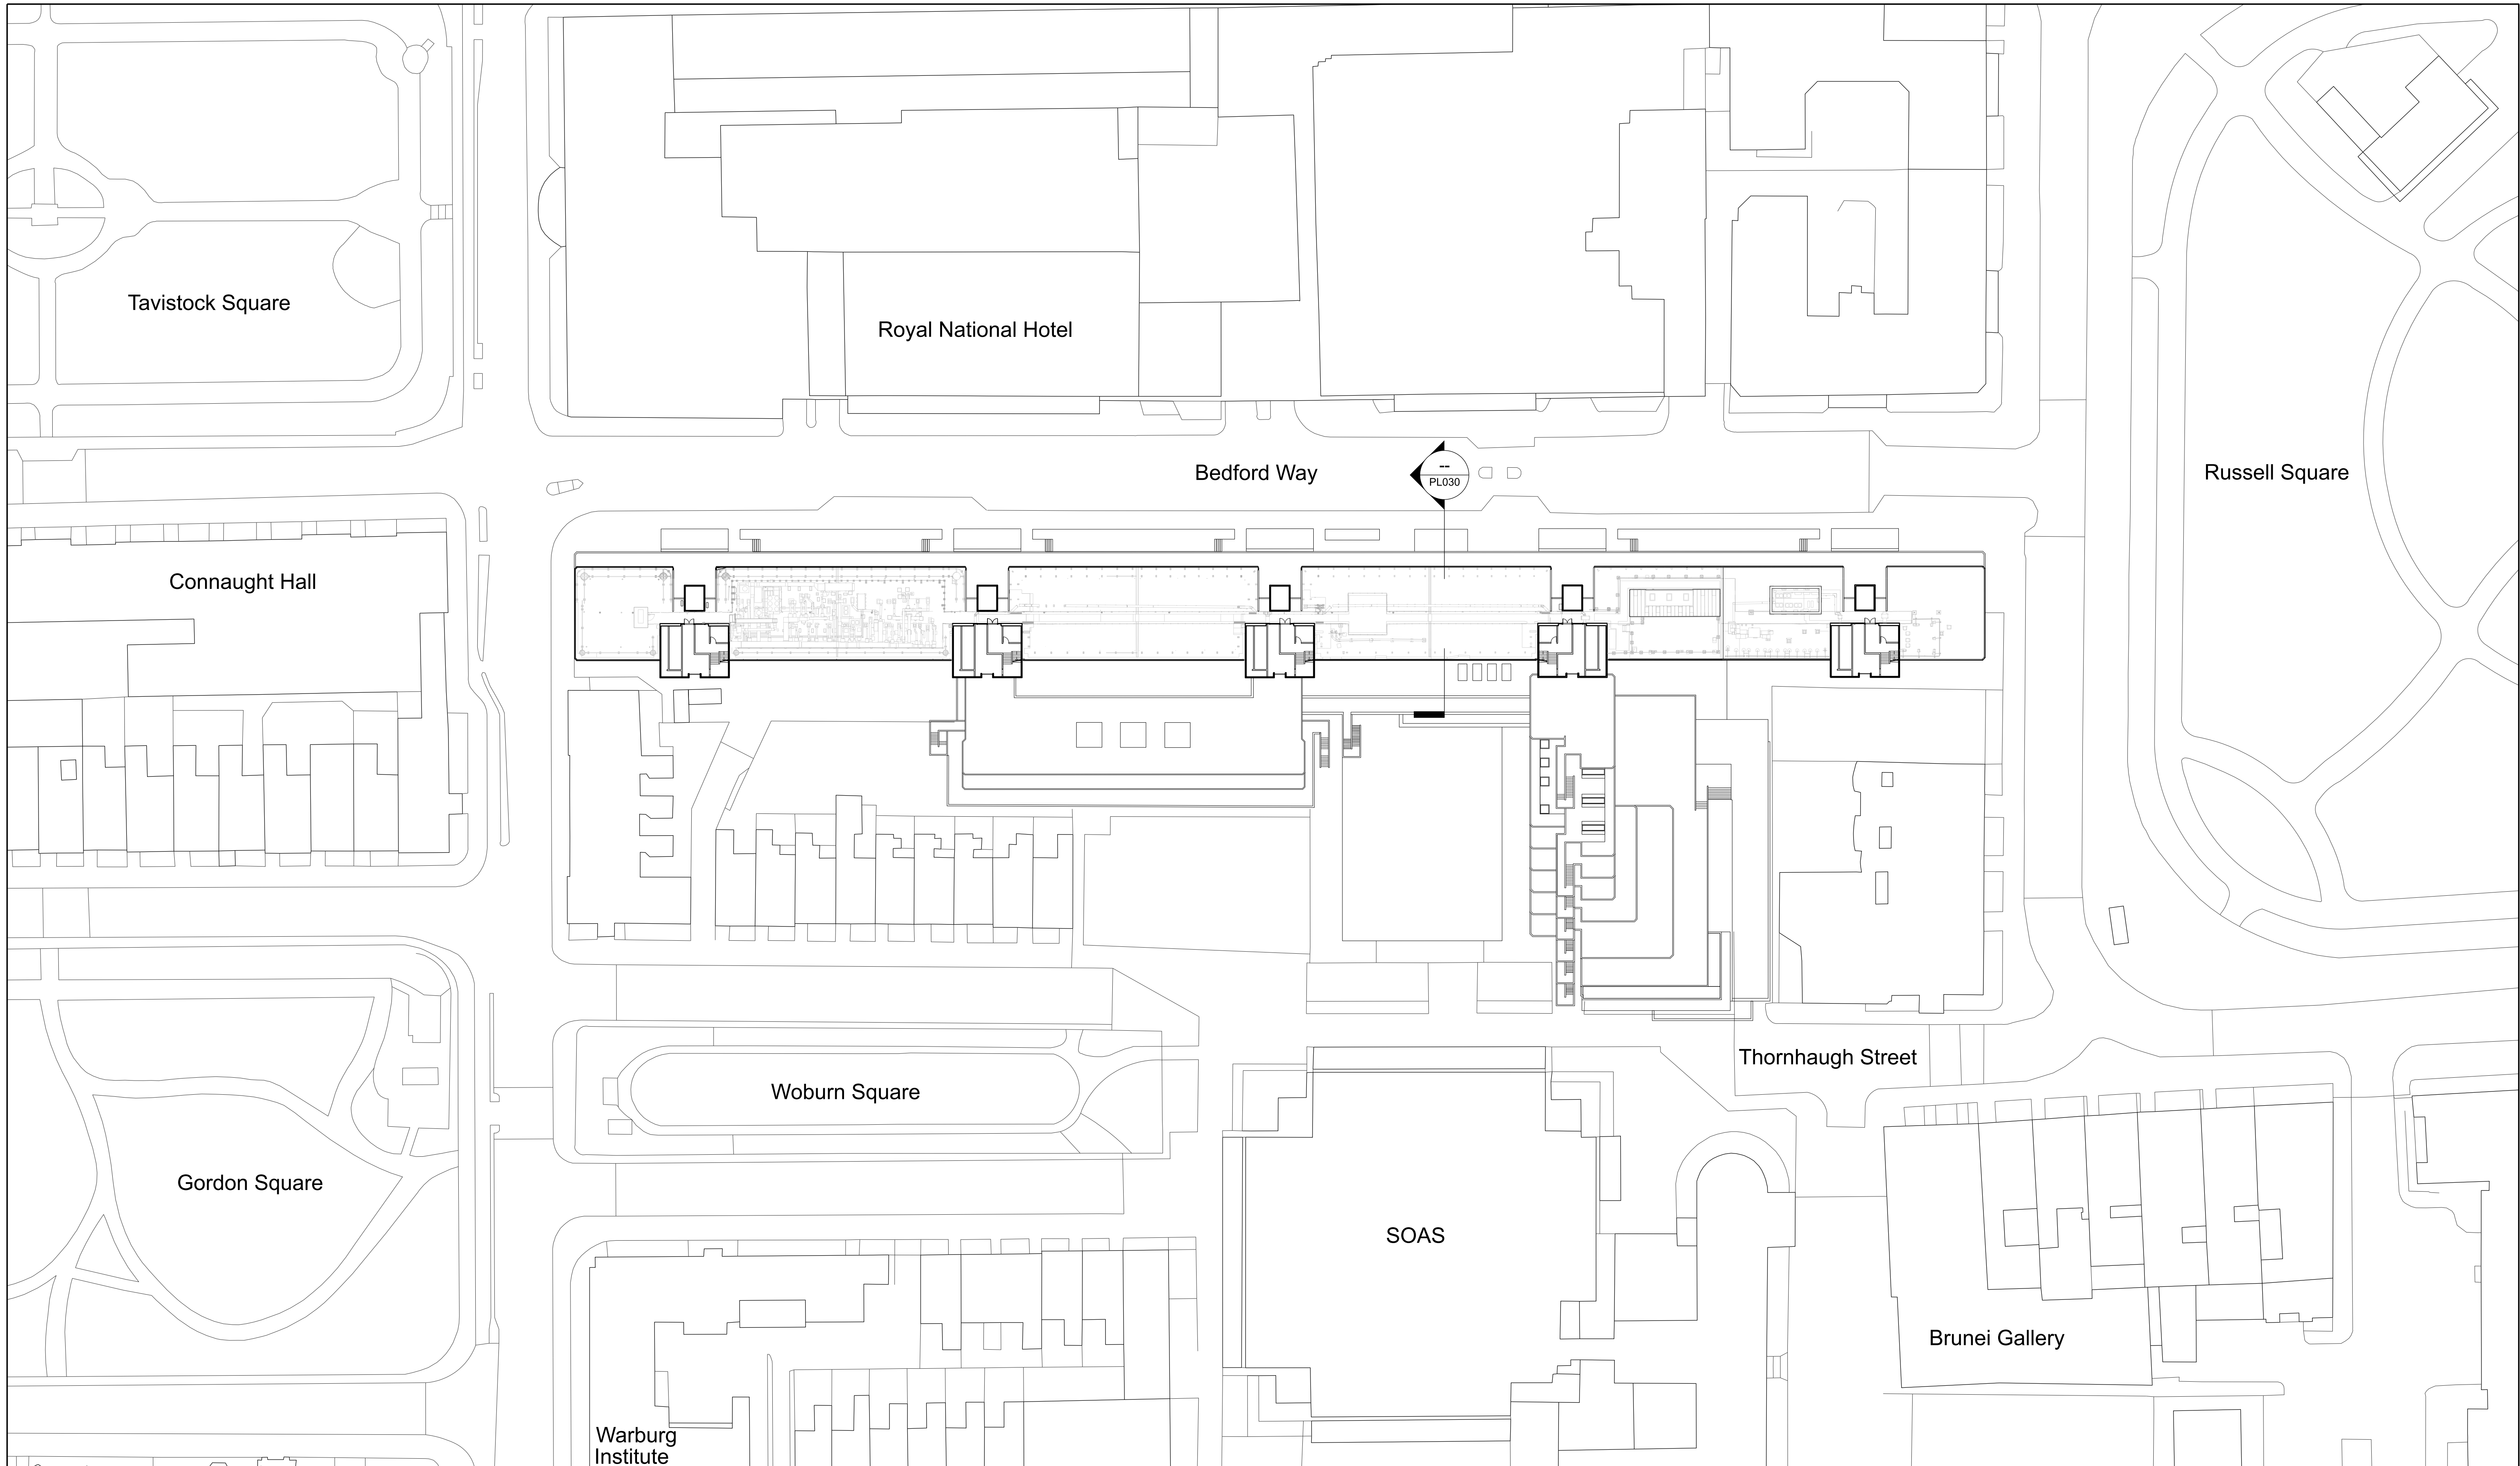 Tavistock Square
Royal National Hotel
Bedford Way
--
PL030
Russell Square
Connaught Hall
Thornhaugh Street
Woburn Square
Gordon Square
SOAS
Brunei Gallery
Warburg
Institute